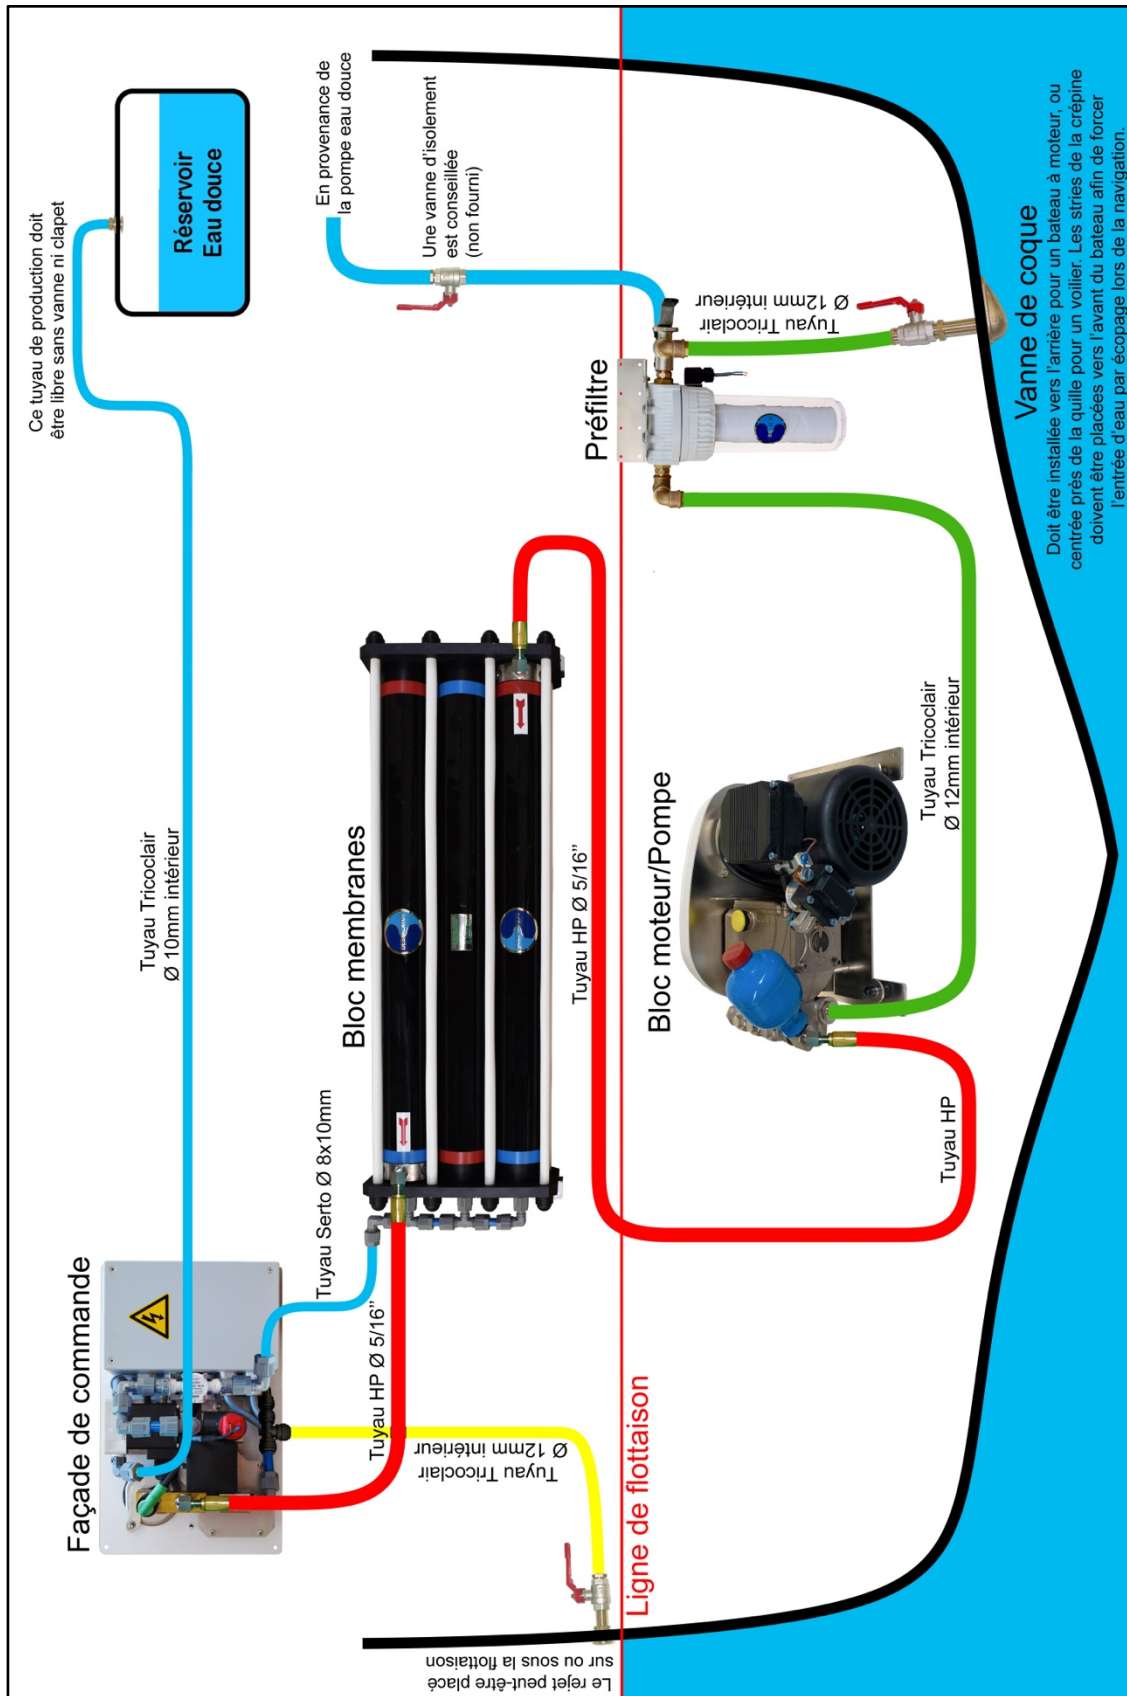 Façade de commande
Tuyau Tricoclair
Ø 10mm intérieur
Ce tuyau de production doit
être libre sans vanne ni clapet
Réservoir
Eau douce
Le rejet peut-être placé
sur ou sous la flottaison
Tuyau Tricoclair
Ø 12mm intérieur
Tuyau HP Ø 5/16”
Tuyau Serto Ø 8x10mm
Bloc membranes
En provenance de
la pompe eau douce
Une vanne d'isolement
est conseillée
(non fourni)
Tuyau HP Ø 5/16”
Préfiltre
Ligne de flottaison
Bloc moteur/Pompe
Tuyau Tricoclair
Ø 12mm intérieur
Tuyau HP
Tuyau Tricoclair
Ø 12mm intérieur
Vanne de coque
Doit être installée vers l'arrière pour un bateau à moteur, ou
centrée près de la quille pour un voilier. Les stries de la crépine
doivent être placées vers l'avant du bateau afin de forcer
l'entrée d'eau par écopage lors de la navigation.